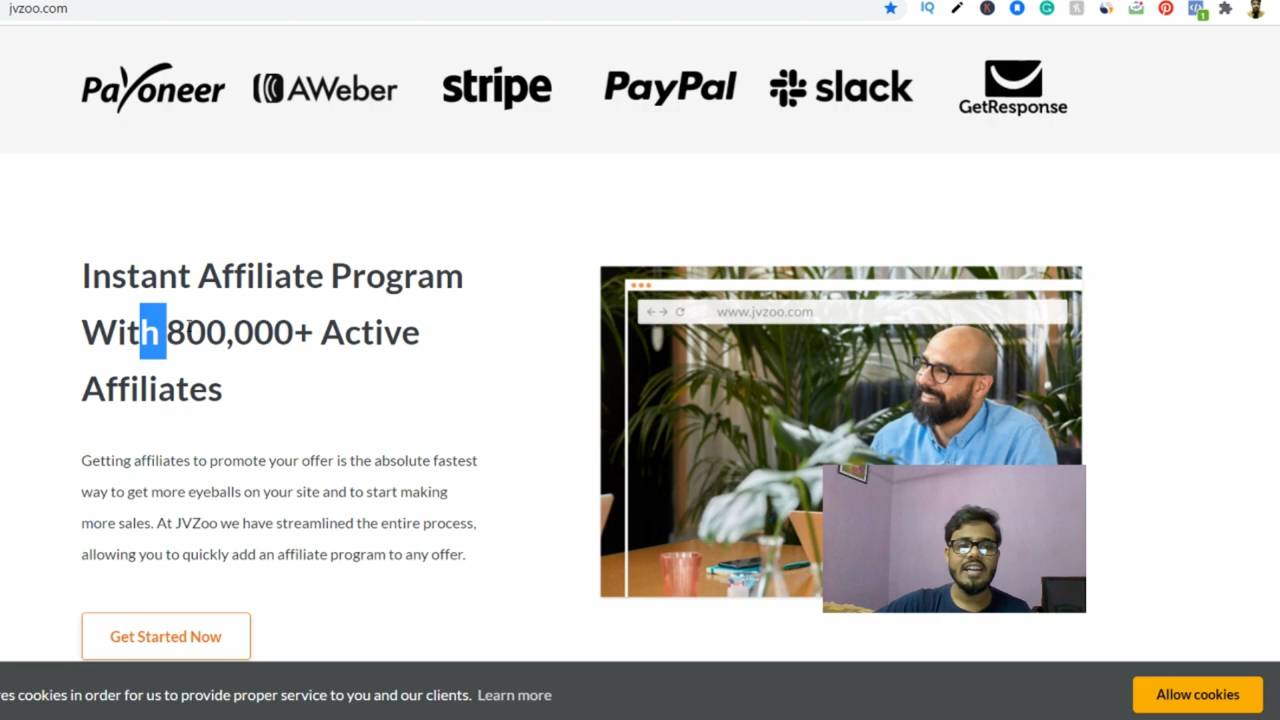 jvzoo.com
IQ
K
1
Payoneer AWeber stripe PayPal slack GetResponse
Instant Affiliate Program
With 800,000+ Active
Affiliates
www.jvzoo.com
Getting affiliates to promote your offer is the absolute fastest
way to get more eyeballs on your site and to start making
more sales. At JVZoo we have streamlined the entire process,
allowing you to quickly add an affiliate program to any offer.
Get Started Now
es cookies in order for us to provide proper service to you and our clients. Learn more
Allow cookies